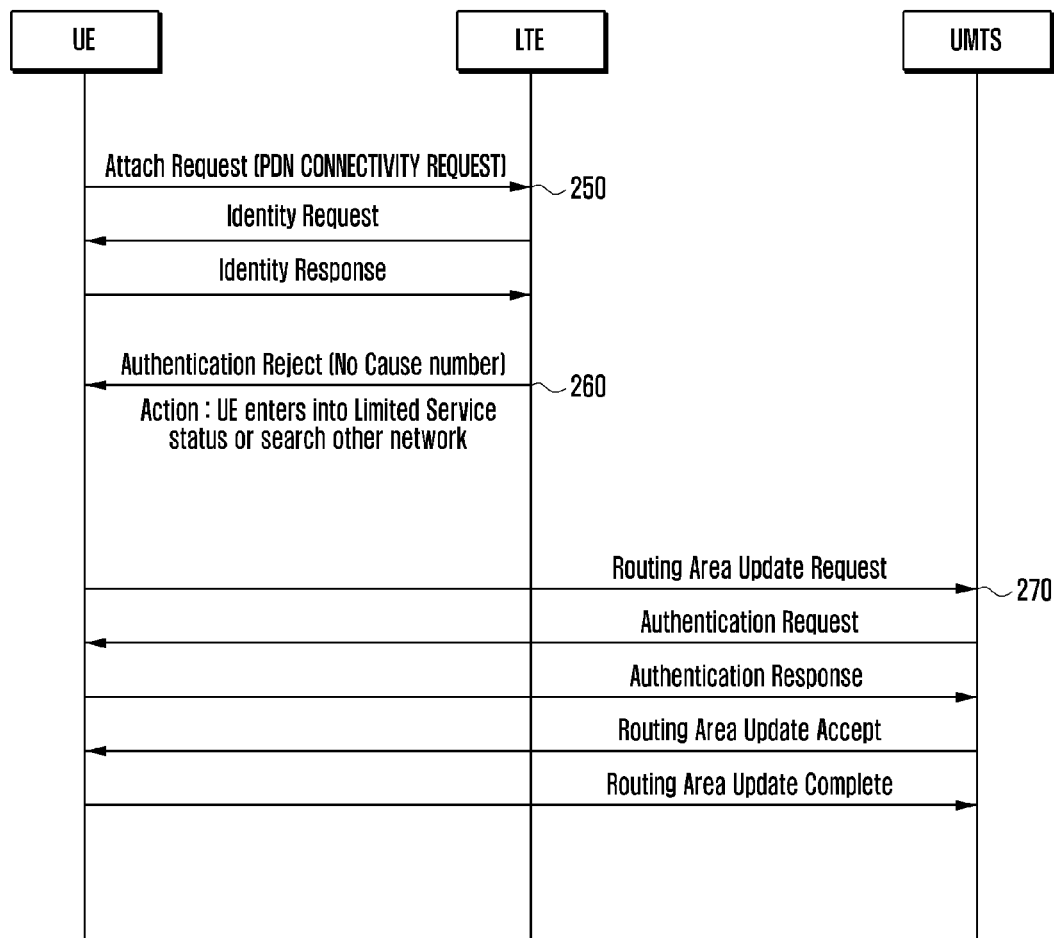 UE
LTE
UMTS
Attach Request (PDN CONNECTIVITY REQUEST)
250
Identity Request
Identity Response
Authentication Reject (No Cause number)
260
Action : UE enters into Limited Service
status or search other network
Routing Area Update Request
270
Authentication Request
Authentication Response
Routing Area Update Accept
Routing Area Update Complete